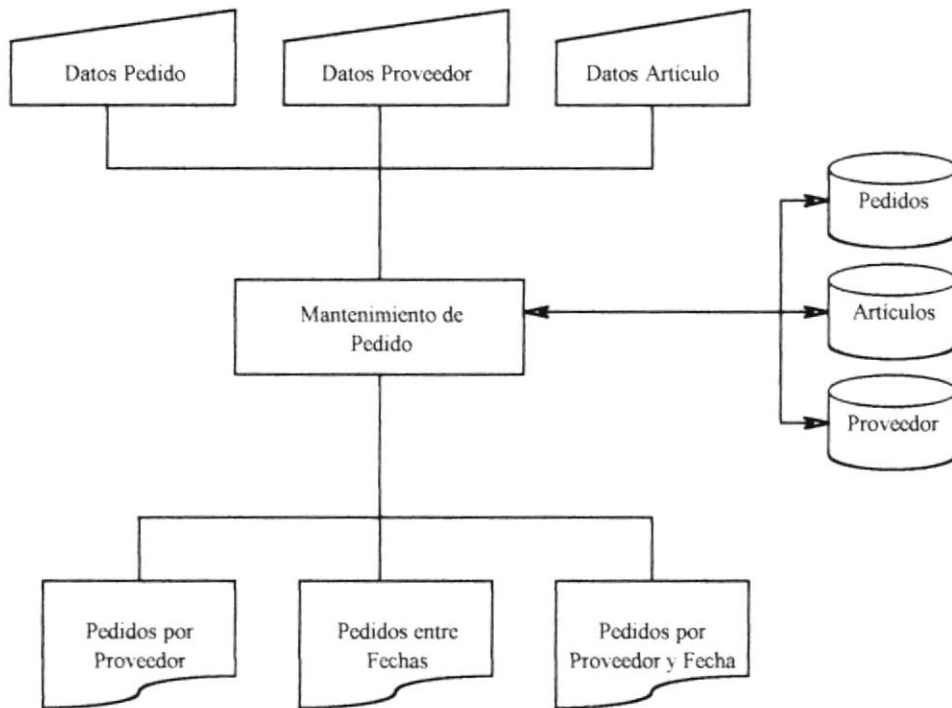 Datos Pedido
Datos Proveedor
Datos Artículo
Pedidos
Mantenimiento de
Pedido
Artículos
Proveedor
Pedidos por
Proveedor
Pedidos entre
Fechas
Pedidos por
Proveedor y Fecha